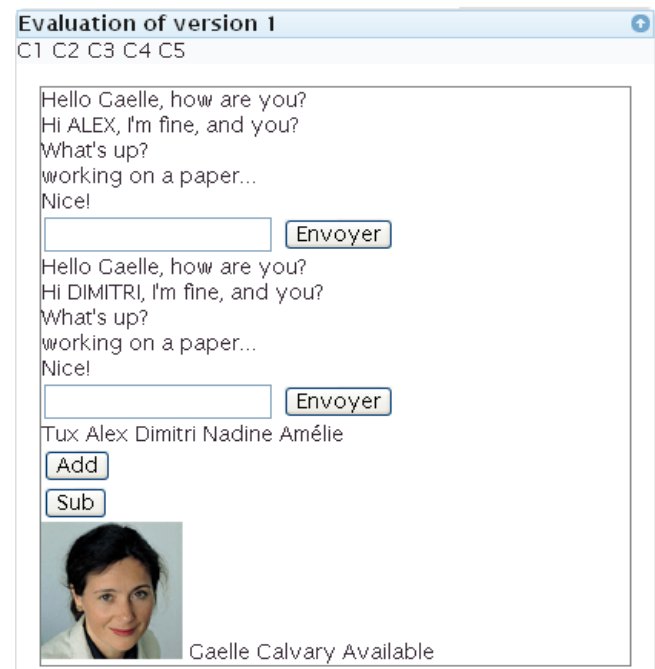 Evaluation of version 1
C1 C2 C3 C4 C5
Hello Gaelle, how are you?
Hi ALEX, I'm fine, and you?
What's up?
working on a paper...
Nice!
Envoyer
Hello Gaelle, how are you?
Hi DIMITRI, I'm fine, and you?
What's up?
working on a paper...
Nice!
Envoyer
Tux Alex Dimitri Nadine Amélie
Add
Sub
Gaelle Calvary Available